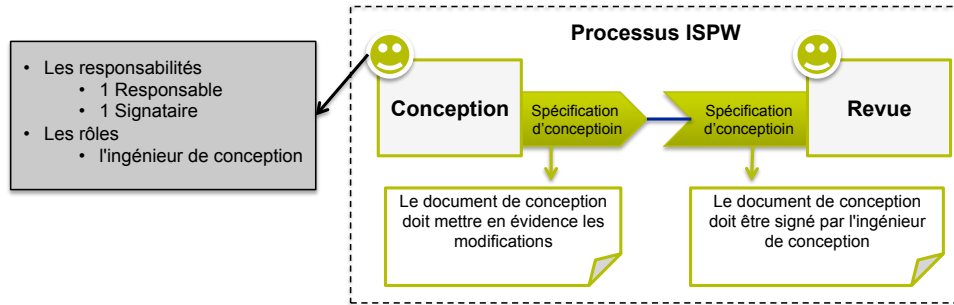 Processus ISPW
• Les responsabilités
• 1 Responsable
• 1 Signataire
• Les rôles
• l'ingénieur de conception
Conception
Spécification
d'conceptioin
Spécification
d'conceptioin
Revue
Le document de conception
doit mettre en évidence les
modifications
Le document de conception
doit être signé par l'ingénieur
de conception